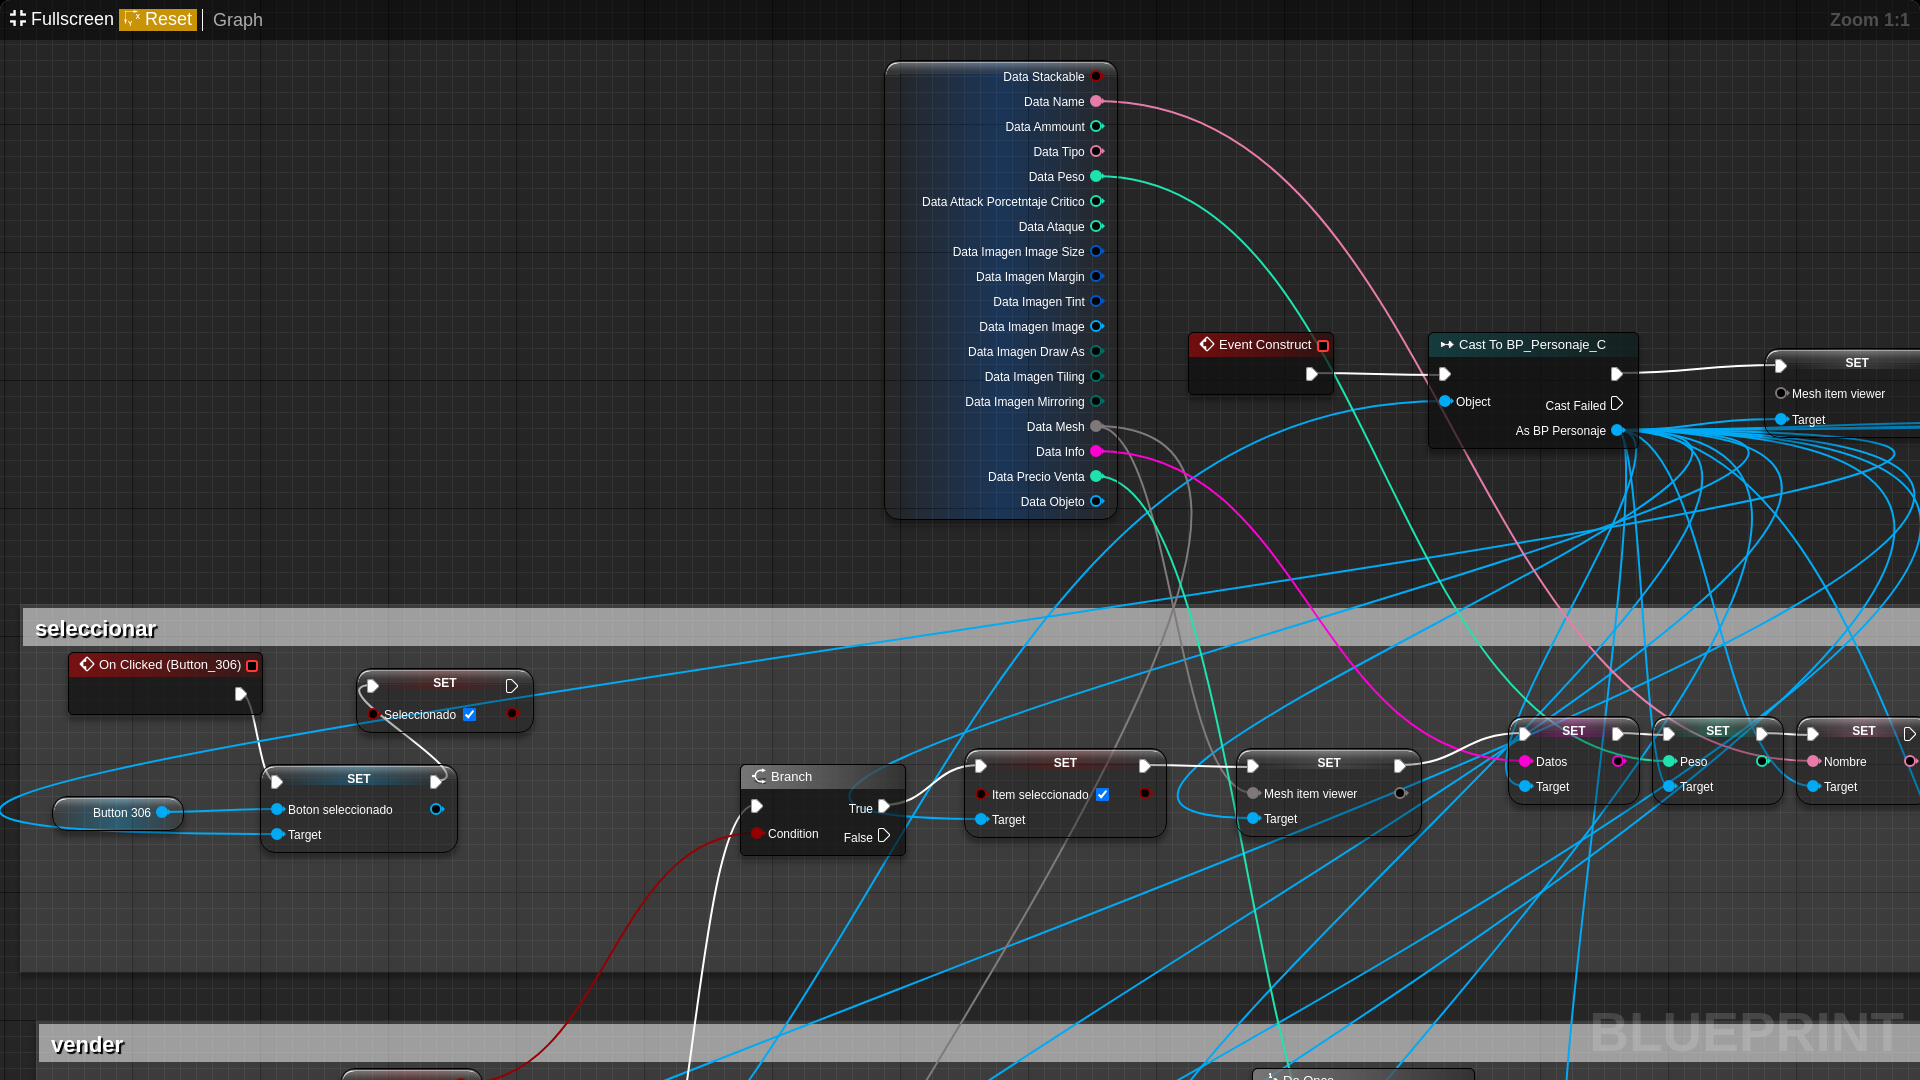 Fullscreen Reset Graph Zoom 1:1
Data Stackable
Data Name
Data Ammount
Data Tipo
Data Peso
Data Attack Porcetntaje Critico
Data Ataque
Data Imagen Image Size
Data Imagen Margin
Data Imagen Tint
Data Imagen Image
Data Imagen Draw As
Data Imagen Tiling
Data Imagen Mirroring
Data Mesh
Data Info
Data Precio Venta
Data Objeto
Event Construct
Cast To BP_Personaje_C
Object
Cast Failed
As BP Personaje
SET
Mesh item viewer
Target
seleccionar
On Clicked (Button_306)
SET
Seleccionado
Button 306
SET
Boton seleccionado
Target
Branch
True
Condition
False
SET
Item seleccionado
Target
SET
Mesh item viewer
Target
SET
Datos
Target
SET
Peso
Target
SET
Nombre
Target
vender
BLUEPRINT
Do Once